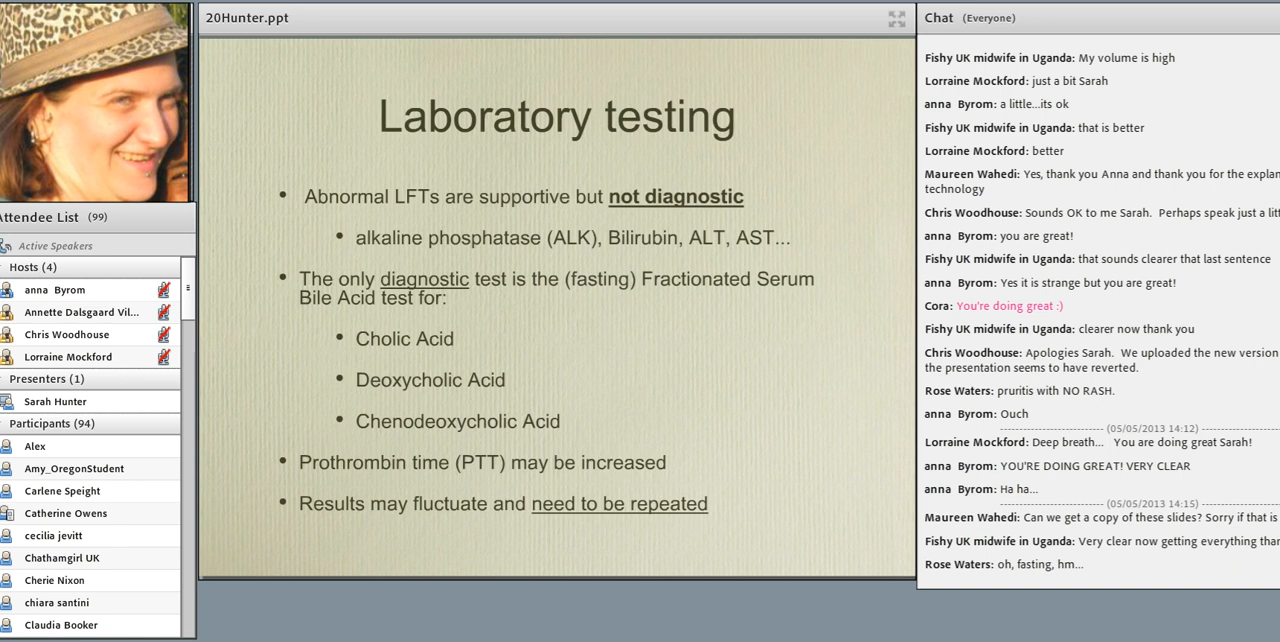 20Hunter.ppt
Laboratory testing
• Abnormal LFTs are supportive but not diagnostic
• alkaline phosphatase (ALK), Bilirubin, ALT, AST...
• The only diagnostic test is the (fasting) Fractionated Serum
Bile Acid test for:
• Cholic Acid
• Deoxycholic Acid
• Chenodeoxycholic Acid
• Prothrombin time (PTT) may be increased
• Results may fluctuate and need to be repeated
Attendee List (99)
Active Speakers
Hosts (4)
anna Byrom
Annette Dalsgaard Vil...
Chris Woodhouse
Lorraine Mockford
Presenters (1)
Sarah Hunter
Participants (94)
Alex
Amy_OregonStudent
Carlene Speight
Catherine Owens
cecilia jevitt
Chathamgirl UK
Cherie Nixon
chiara santini
Claudia Booker
Chat (Everyone)
Fishy UK midwife in Uganda: My volume is high
Lorraine Mockford: just a bit Sarah
anna Byrom: a little...its ok
Fishy UK midwife in Uganda: that is better
Lorraine Mockford: better
Maureen Wahedi: Yes, thank you Anna and thank you for the
technology
Chris Woodhouse: Sounds OK to me Sarah. Perhaps speak just a
anna Byrom: you are great!
Fishy UK midwife in Uganda: that sounds clearer that last sentence
anna Byrom: Yes it is strange but you are great!
Cora: You're doing great :)
Fishy UK midwife in Uganda: clearer now thank you
Chris Woodhouse: Apologies Sarah. We uploaded the new version
the presentation seems to have reverted.
Rose Waters: pruritis with NO RASH.
anna Byrom: Ouch
(05/05/2013 14:12)
Lorraine Mockford: Deep breath... You are doing great Sarah!
anna Byrom: YOU'RE DOING GREAT! VERY CLEAR
anna Byrom: Ha ha...
(05/05/2013 14:15)
Maureen Wahedi: Can we get a copy of these slides? Sorry if that is
Fishy UK midwife in Uganda: Very clear now getting everything
Rose Waters: oh, fasting, hm...